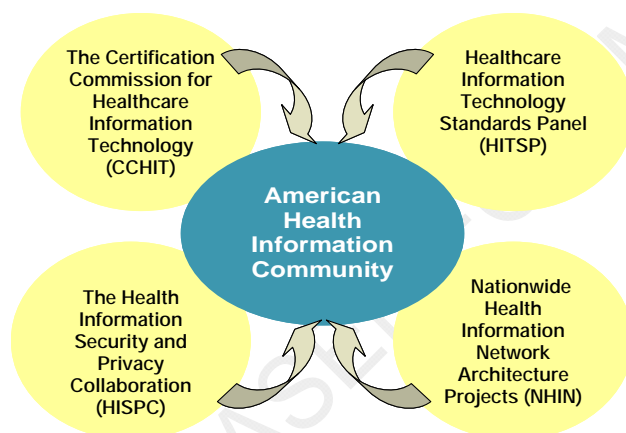 The Certification
Commission for
Healthcare
Information
Technology
(CCHIT)
Healthcare
Information
Technology
Standards Panel
(HITSP)
American
Health
Information
Community
The Health
Information
Security and
Privacy
Collaboration
(HISPC)
Nationwide
Health
Information
Network
Architecture
Projects (NHIN)